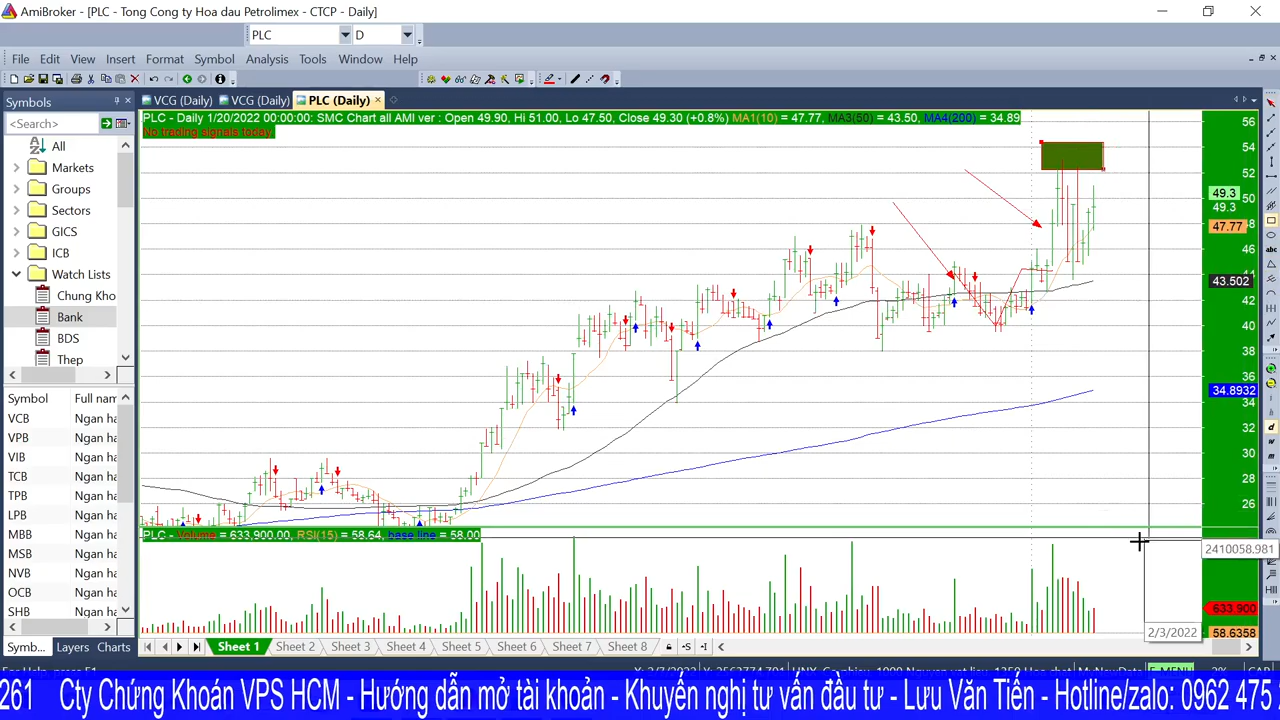 AmiBroker - [PLC - Tong Cong ty Hoa dau Petrolimex - CTCP - Daily]
PLC D
File Edit View Insert Format Symbol Analysis Tools Window Help
Symbols
VCG (Daily) VCG (Daily) PLC (Daily)
<Search>
PLC - Daily 1/20/2022 00:00:00: SMC Chart all AMI ver : Open 49.90, Hi 51.00, Lo 47.50, Close 49.30 (+0.8%) MA1(10) = 47.77, MA3(50) = 43.50, MA4(200) = 34.89
No trading signals today.
All
Markets
Groups
Sectors
GICS
ICB
Watch Lists
Chung Kho
Bank
BDS
Thep
56
54
52
49.3
50
49.3
47.77
46
44
43.502
42
40
38
36
34.8932
34
32
30
28
26
Symbol Full name
VCB Ngan ha
VPB Ngan ha
VIB Ngan ha
TCB Ngan ha
TPB Ngan ha
LPB Ngan ha
MBB Ngan ha
MSB Ngan ha
NVB Ngan ha
OCB Ngan ha
SHB Ngan ha
PLC - Volume = 633,900.00, RSI(15) = 58.64, base line = 58.00
2410058.981
633,900
2/3/2022
58.6358
Symb... Layers Charts
Sheet 1 Sheet 2 Sheet 3 Sheet 4 Sheet 5 Sheet 6 Sheet 7 Sheet 8
261 Cty Chứng Khoán VPS HCM - Hướng dẫn mở tài khoản - Khuyến nghị tư vấn đầu tư - Lưu Văn Tiến - Hotline/zalo: 0962 475 2